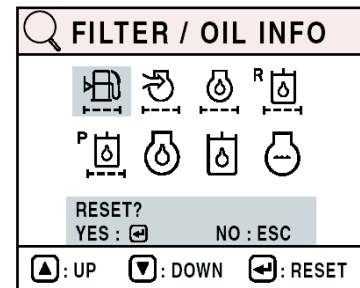 FILTER / OIL INFO
R
P
RESET?
YES : NO : ESC
: UP : DOWN : RESET